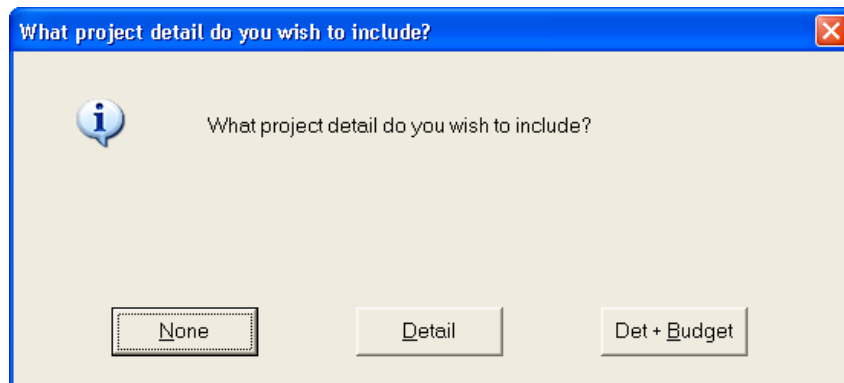 What project detail do you wish to include?
What project detail do you wish to include?
None
Detail
Det + Budget